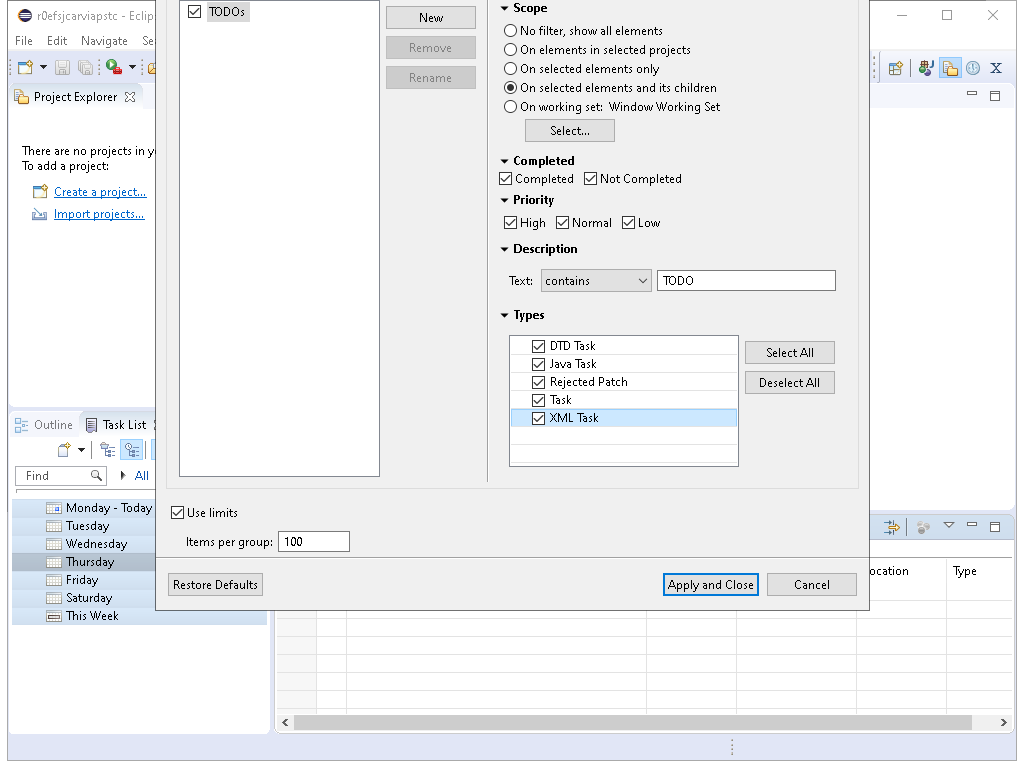 r0efsjcarviapstc - Eclip
File Edit Navigate Se
Project Explorer
There are no projects in y
To add a project:
Create a project...
Import projects...
Outline Task List
Find All
Monday - Today
Tuesday
Wednesday
Thursday
Friday
Saturday
This Week
TODOs
New
Remove
Rename
Scope
No filter, show all elements
On elements in selected projects
On selected elements only
On selected elements and its children
On working set: Window Working Set
Select...
Completed
Completed Not Completed
Priority
High Normal Low
Description
Text: contains TODO
Types
DTD Task
Java Task
Rejected Patch
Task
XML Task
Select All
Deselect All
Use limits
Items per group: 100
Restore Defaults Apply and Close Cancel
ocation Type